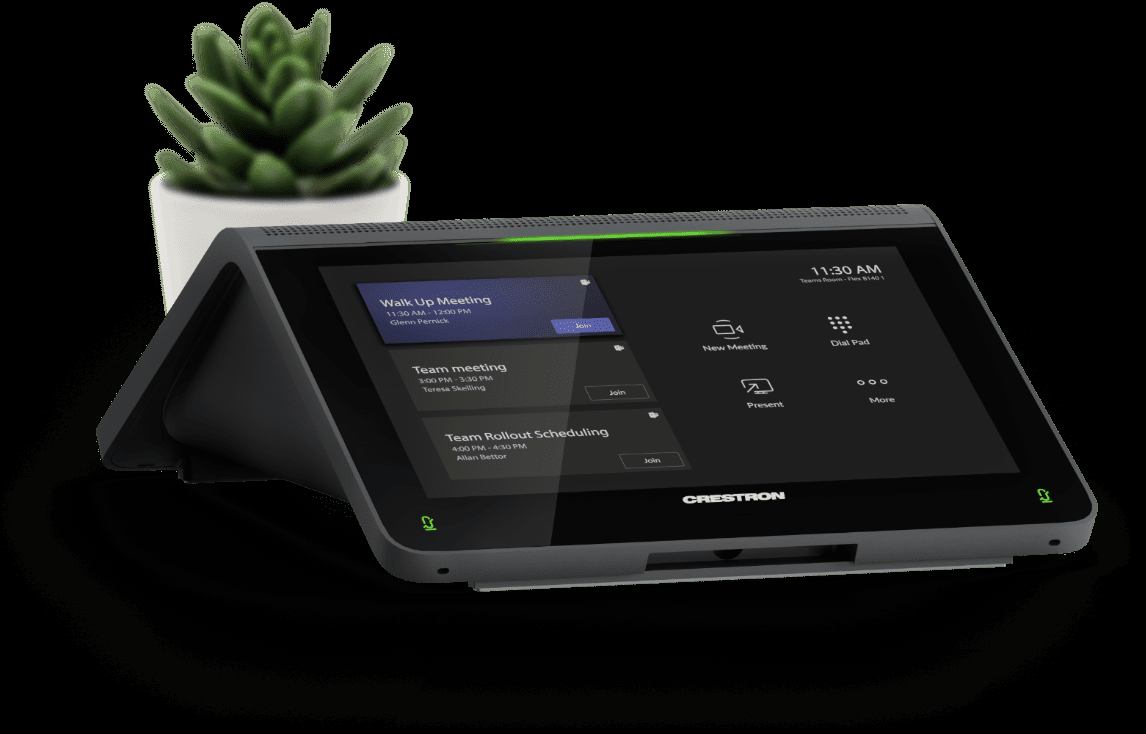 11:30 AM
Teams Room - Flex B140 1
Walk Up Meeting
11:30 AM - 12:00 PM
Glenn Pernick
Join
Team meeting
3:00 PM - 3:30 PM
Teresa Skelling
Join
Team Rollout Scheduling
4:00 PM - 4:30 PM
Allan Bettor
Join
New Meeting
Dial Pad
Present
More
CRESTRON